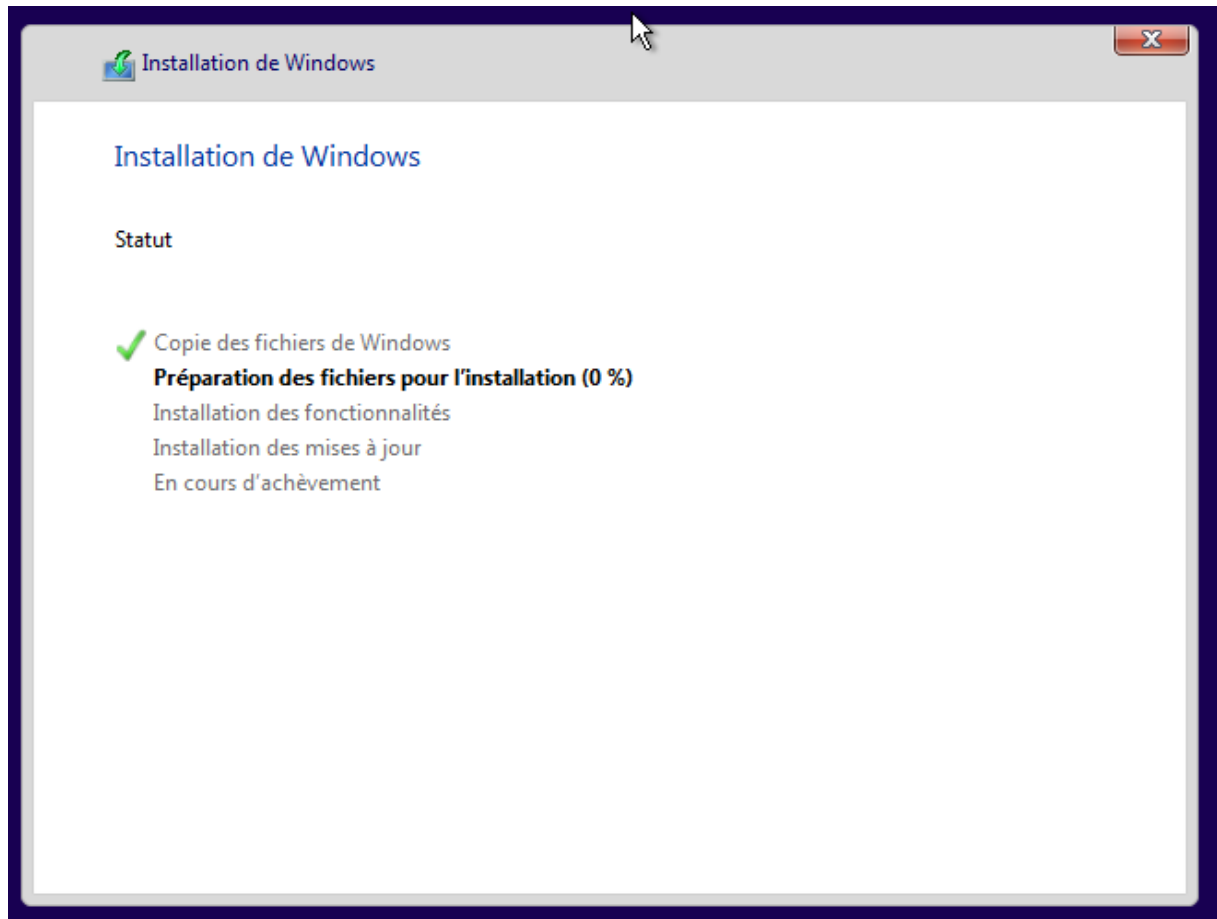 Installation de Windows
Installation de Windows
Statut
Copie des fichiers de Windows
Préparation des fichiers pour l'installation (0 %)
Installation des fonctionnalités
Installation des mises à jour
En cours d'achèvement